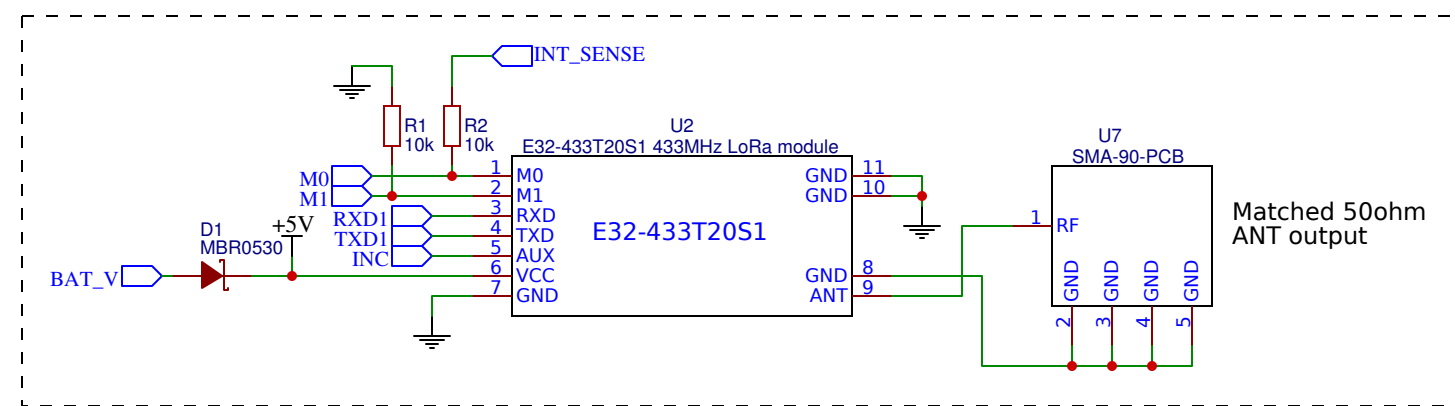 INT_SENSE
R1
10k
R2
10k
U2
E32-433T20S1 433MHz LoRa module
M0
M1
RXD1
TXD1
INC
1
2
3
4
5
6
7
M0
M1
RXD
TXD
AUX
VCC
GND
E32-433T20S1
GND
GND
GND
ANT
11
10
8
9
D1
MBR0530
+5V
BAT_V
U7
SMA-90-PCB
1
RF
GND
GND
GND
GND
2
3
4
5
Matched 50ohm
ANT output